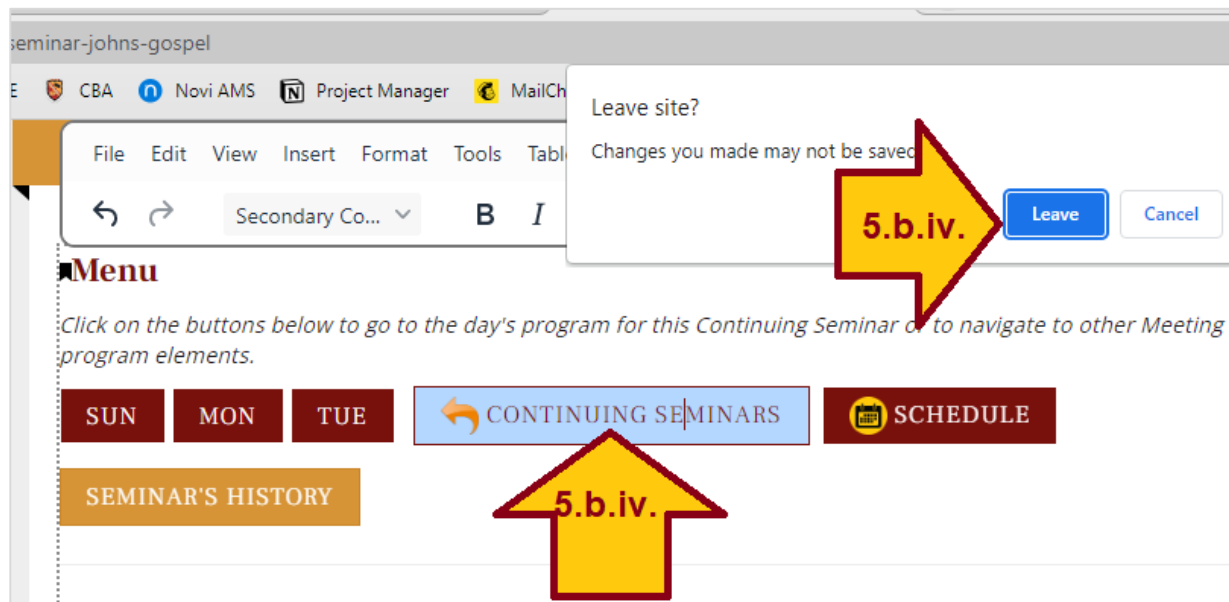 seminar-johns-gospel
E CBA Novi AMS Project Manager MailCh
Leave site?
Changes you made may not be saved
Leave Cancel
5.b.iv.
File Edit View Insert Format Tools Tabl
Secondary Co... B I
Menu
Click on the buttons below to go to the day's program for this Continuing Seminar or to navigate to other Meeting
program elements.
SUN MON TUE CONTINUING SEMINARS SCHEDULE
SEMINAR'S HISTORY
5.b.iv.